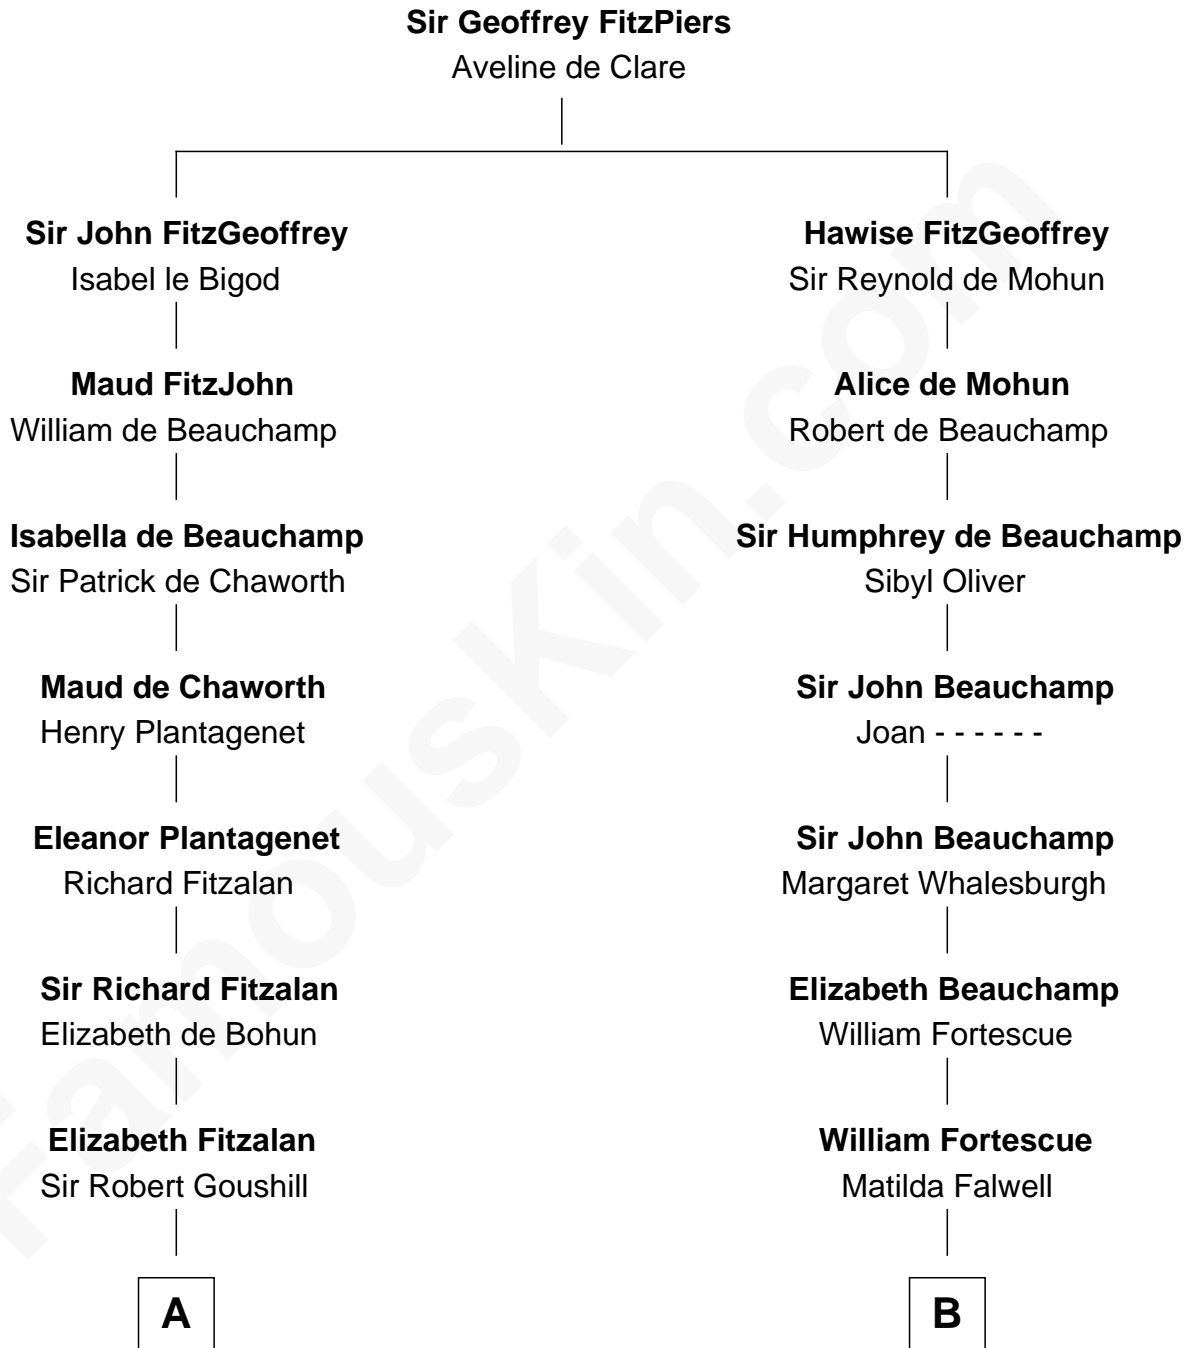 Sir Geoffrey FitzPiers
Aveline de Clare
Sir John FitzGeoffrey
Isabel le Bigod
Hawise FitzGeoffrey
Sir Reynold de Mohun
Maud FitzJohn
William de Beauchamp
Alice de Mohun
Robert de Beauchamp
Isabella de Beauchamp
Sir Patrick de Chaworth
Sir Humphrey de Beauchamp
Sibyl Oliver
Maud de Chaworth
Henry Plantagenet
Sir John Beauchamp
Joan - - - - - -
Eleanor Plantagenet
Richard Fitzalan
Sir John Beauchamp
Margaret Whalesburgh
Sir Richard Fitzalan
Elizabeth de Bohun
Elizabeth Beauchamp
William Fortescue
Elizabeth Fitzalan
Sir Robert Goushill
William Fortescue
Matilda Falwell
A
B
FamousKin.com